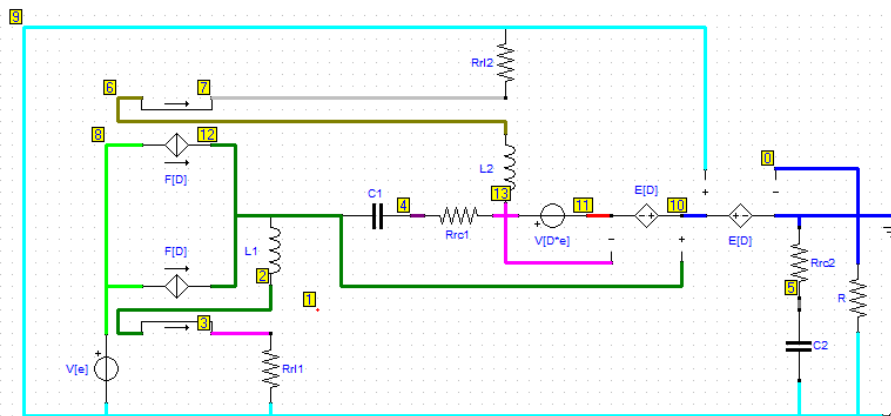 9
Rrl2
6
7
8
12
0
F[D]
L2
C1
4
13
11
E[D]
10
Rrc1
V[D*e]
E[D]
F[D]
L1
2
1
Rrc2
5
R
3
C2
V[e]
Rrl1